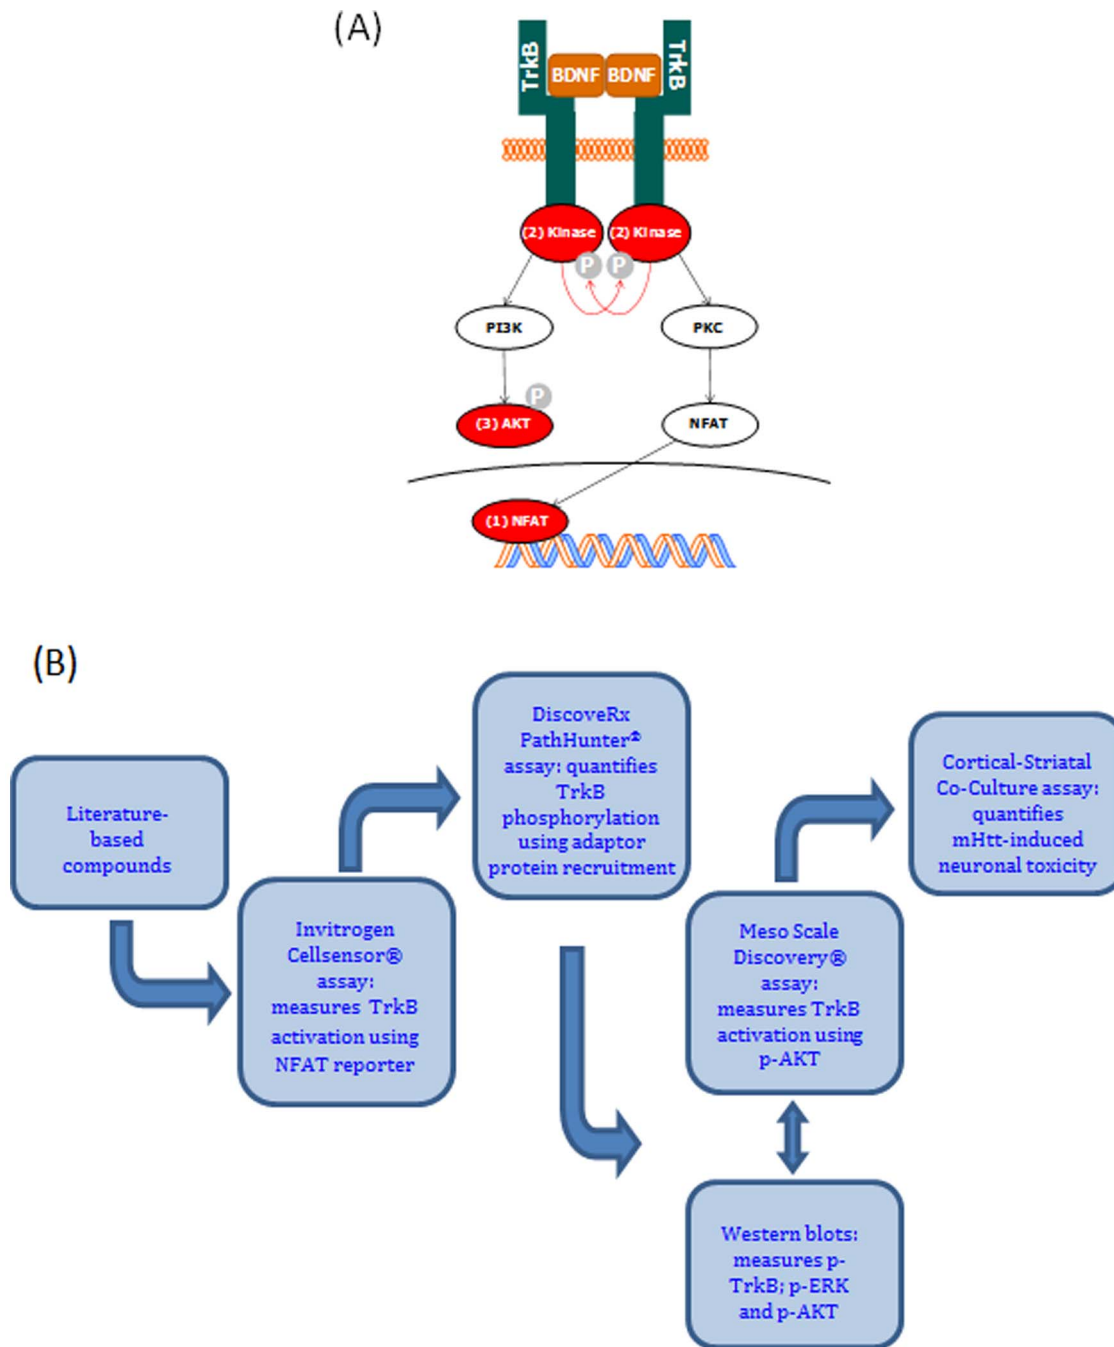 (A)
TrkB
BDNF
BDNF
TrkB
(2) Kinase
(2) Kinase
P
P
PI3K
PKC
P
(3) AKT
NFAT
(1) NFAT
(B)
Literature-
based
compounds
Invitrogen
Cellsensor®
assay:
measures TrkB
activation using
NFAT reporter
DiscoveRx
PathHunter®
assay: quantifies
TrkB
phosphorylation
using adaptor
protein recruitment
Meso Scale
Discovery®
assay:
measures TrkB
activation using
p-AKT
Western blots:
measures p-
TrkB; p-ERK
and p-AKT
Cortical-Striatal
Co-Culture assay:
quantifies
mHtt-induced
neuronal toxicity